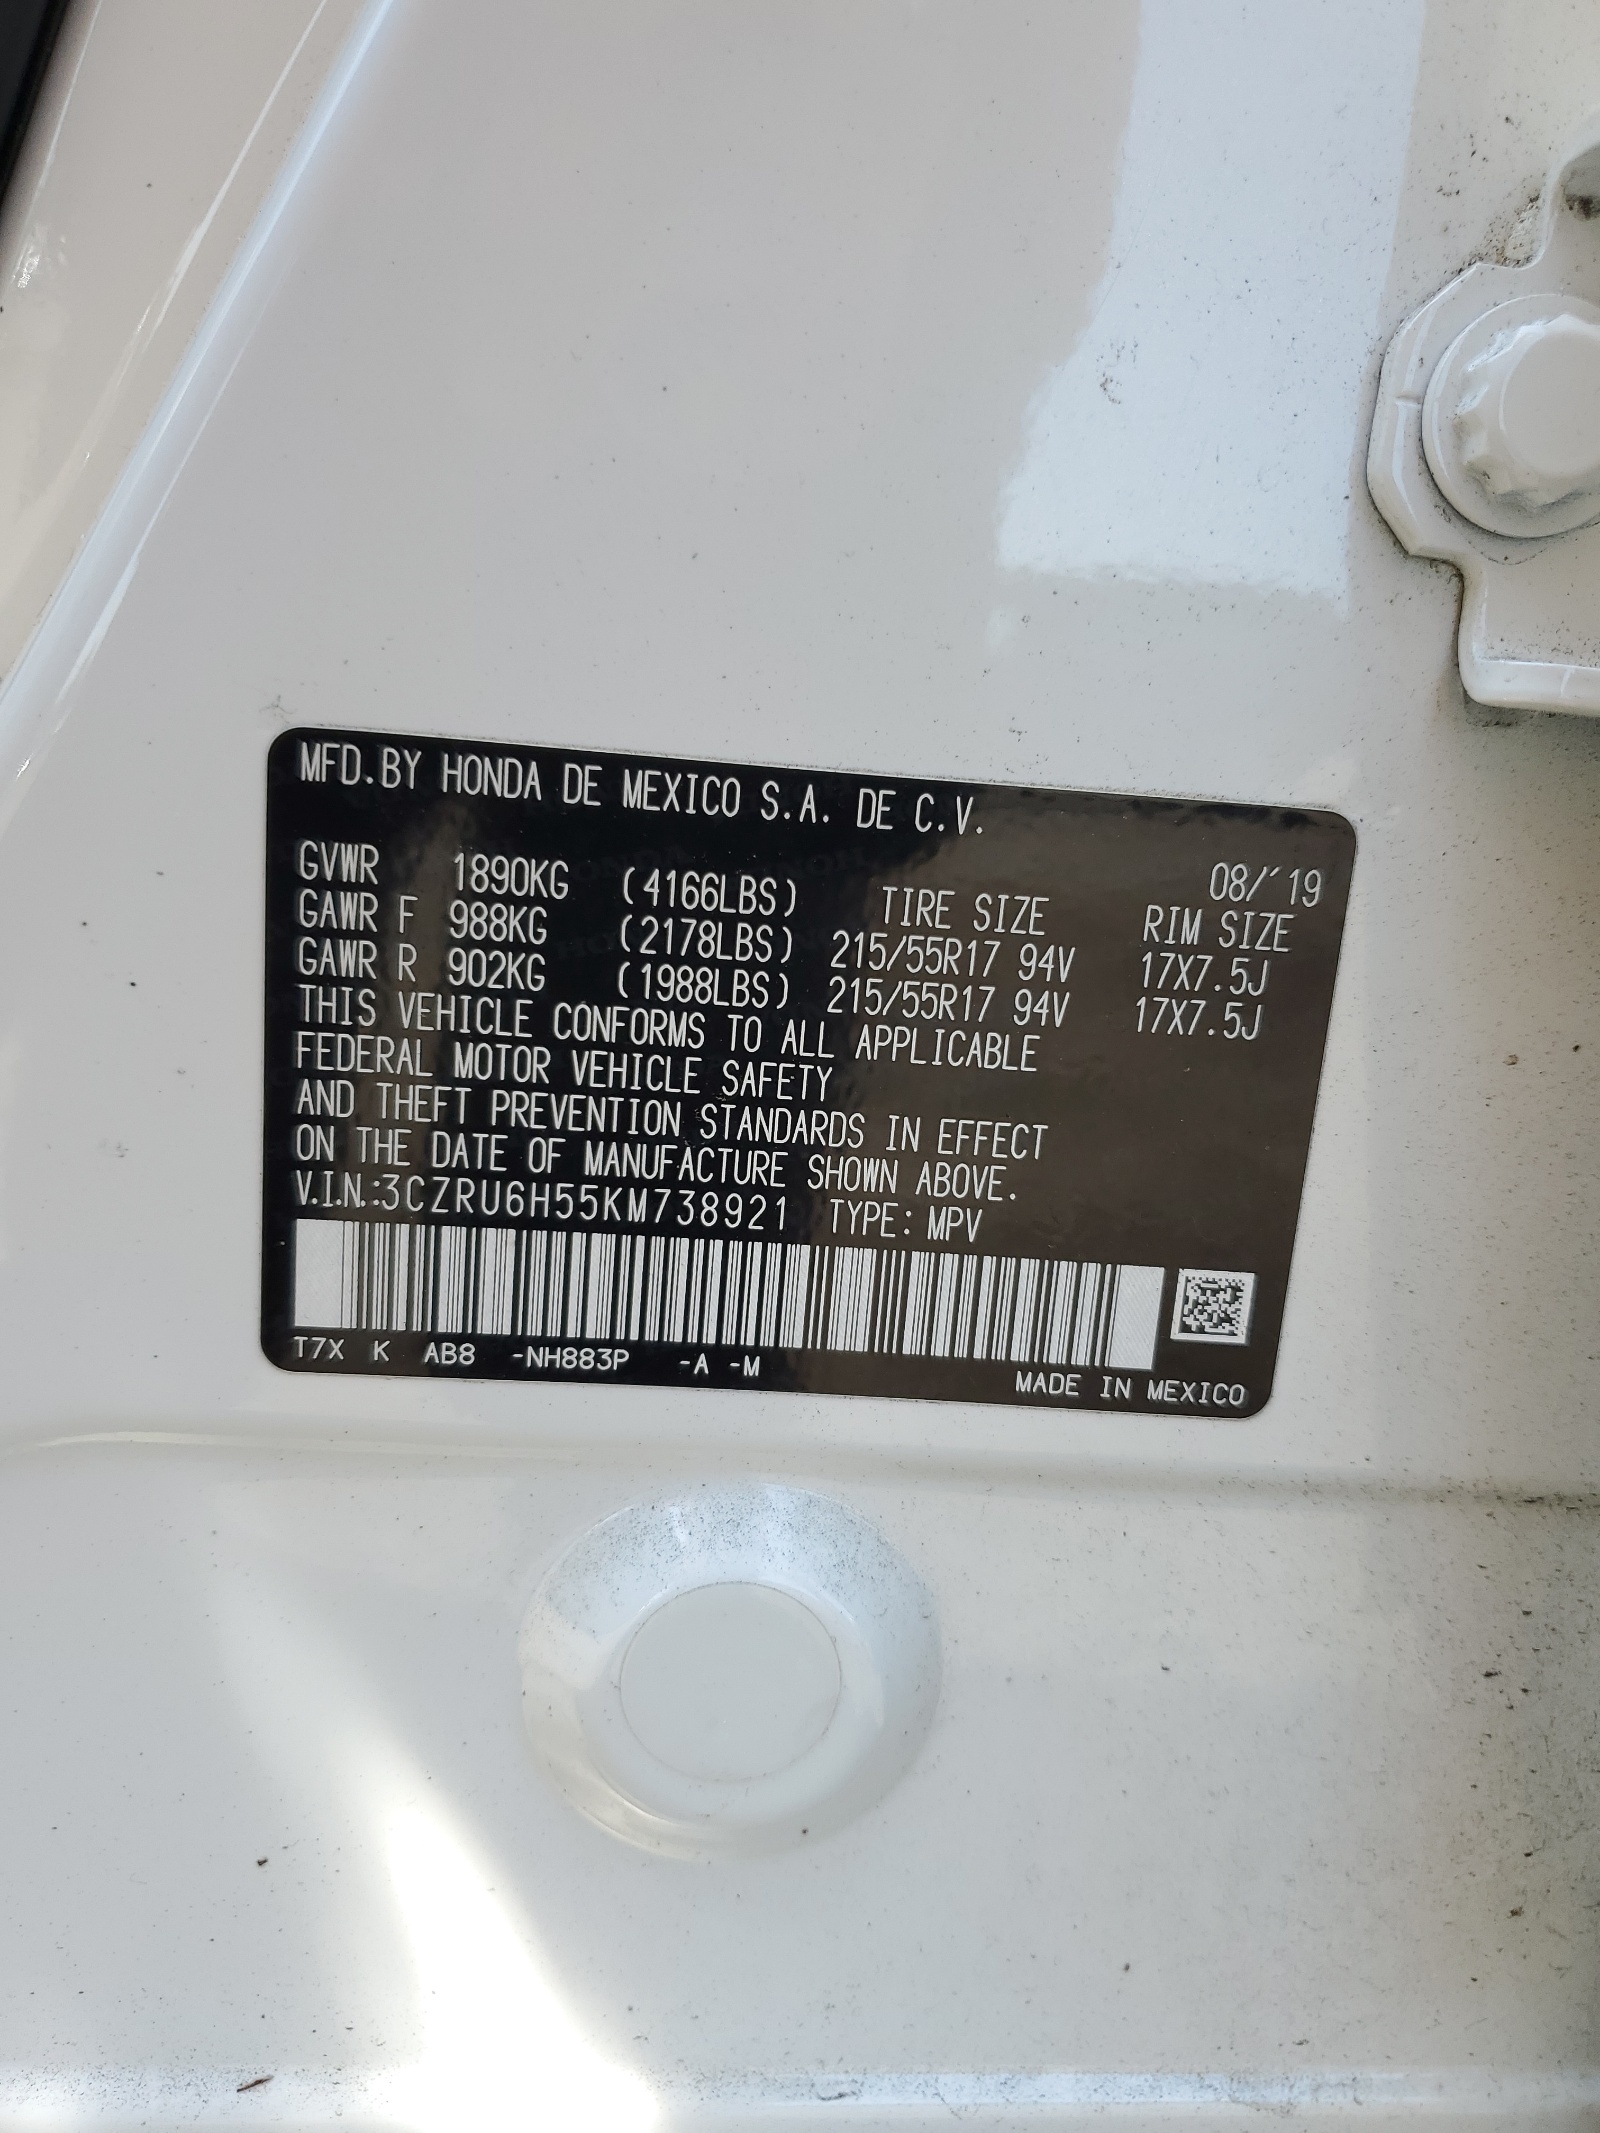 MFD.BY HONDA DE MEXICO S.A. DE C.V.
08/'19
GVWR 1890KG (4166LBS) TIRE SIZE RIM SIZE
GAWR F 988KG (2178LBS) 215/55R17 94V 17X7.5J
GAWR R 902KG (1988LBS) 215/55R17 94V 17X7.5J
THIS VEHICLE CONFORMS TO ALL APPLICABLE
FEDERAL MOTOR VEHICLE SAFETY
AND THEFT PREVENTION STANDARDS IN EFFECT
ON THE DATE OF MANUFACTURE SHOWN ABOVE.
V.I.N.:3CZRU6H55KM738921 TYPE: MPV
T7X K AB8 -NH883P -A -M
MADE IN MEXICO